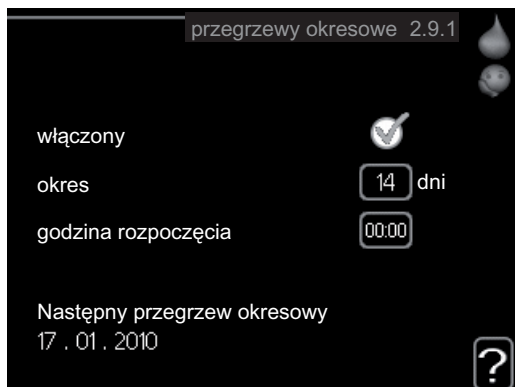 przegrzewy okresowe 2.9.1
włączony
okres 14 dni
godzina rozpoczęcia 00:00
Następny przegrzew okresowy
17 . 01 . 2010
?